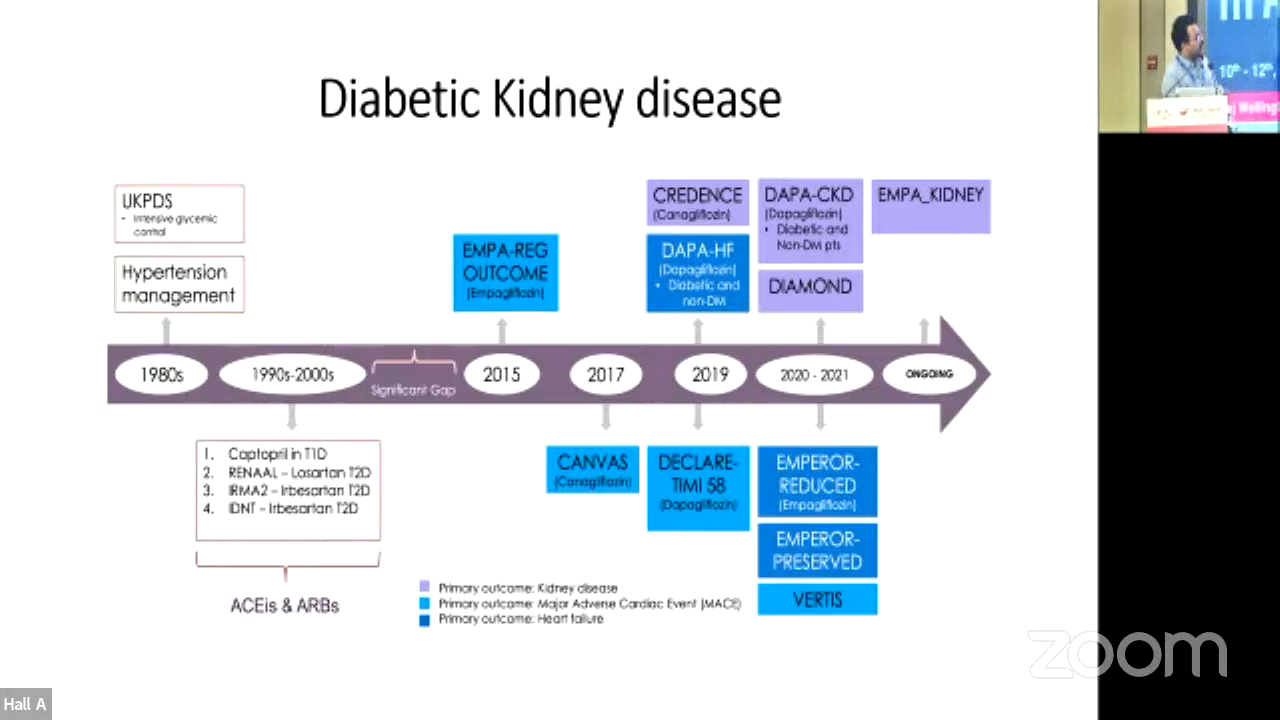 Diabetic Kidney disease
UKPDS
• Intensive glycemic
control
Hypertension
management
EMPA-REG
OUTCOME
(Empagliflozin)
CREDENCE
(Canagliflozin)
DAPA-HF
(Dapagliflozin)
• Diabetic and
non-DM
DAPA-CKD
(Dapagliflozin)
• Diabetic and
Non-DM pts
DIAMOND
EMPA_KIDNEY
1980s
1990s-2000s
Significant Gap
2015
2017
2019
2020 - 2021
ONGOING
1. Captopril in T1D
2. RENAAL – Losartan T2D
3. IRMA2 – Irbesartan T2D
4. IDNT – Irbesartan T2D
ACEis & ARBs
CANVAS
(Canagliflozin)
DECLARE-
TIMI 58
(Dapagliflozin)
EMPEROR-
REDUCED
(Empagliflozin)
EMPEROR-
PRESERVED
VERTIS
Primary outcome: Kidney disease
Primary outcome: Major Adverse Cardiac Event (MACE)
Primary outcome: Heart failure
10th - 12th,
zoom
Hall A